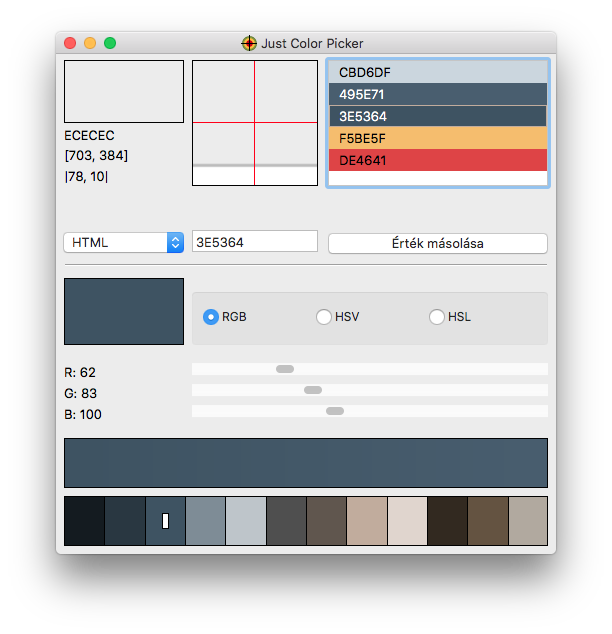 Just Color Picker
CBD6DF
495E71
3E5364
F5BE5F
DE4641
ECECEC
[703, 384]
|78, 10|
HTML
3E5364
Érték másolása
RGB
HSV
HSL
R: 62
G: 83
B: 100